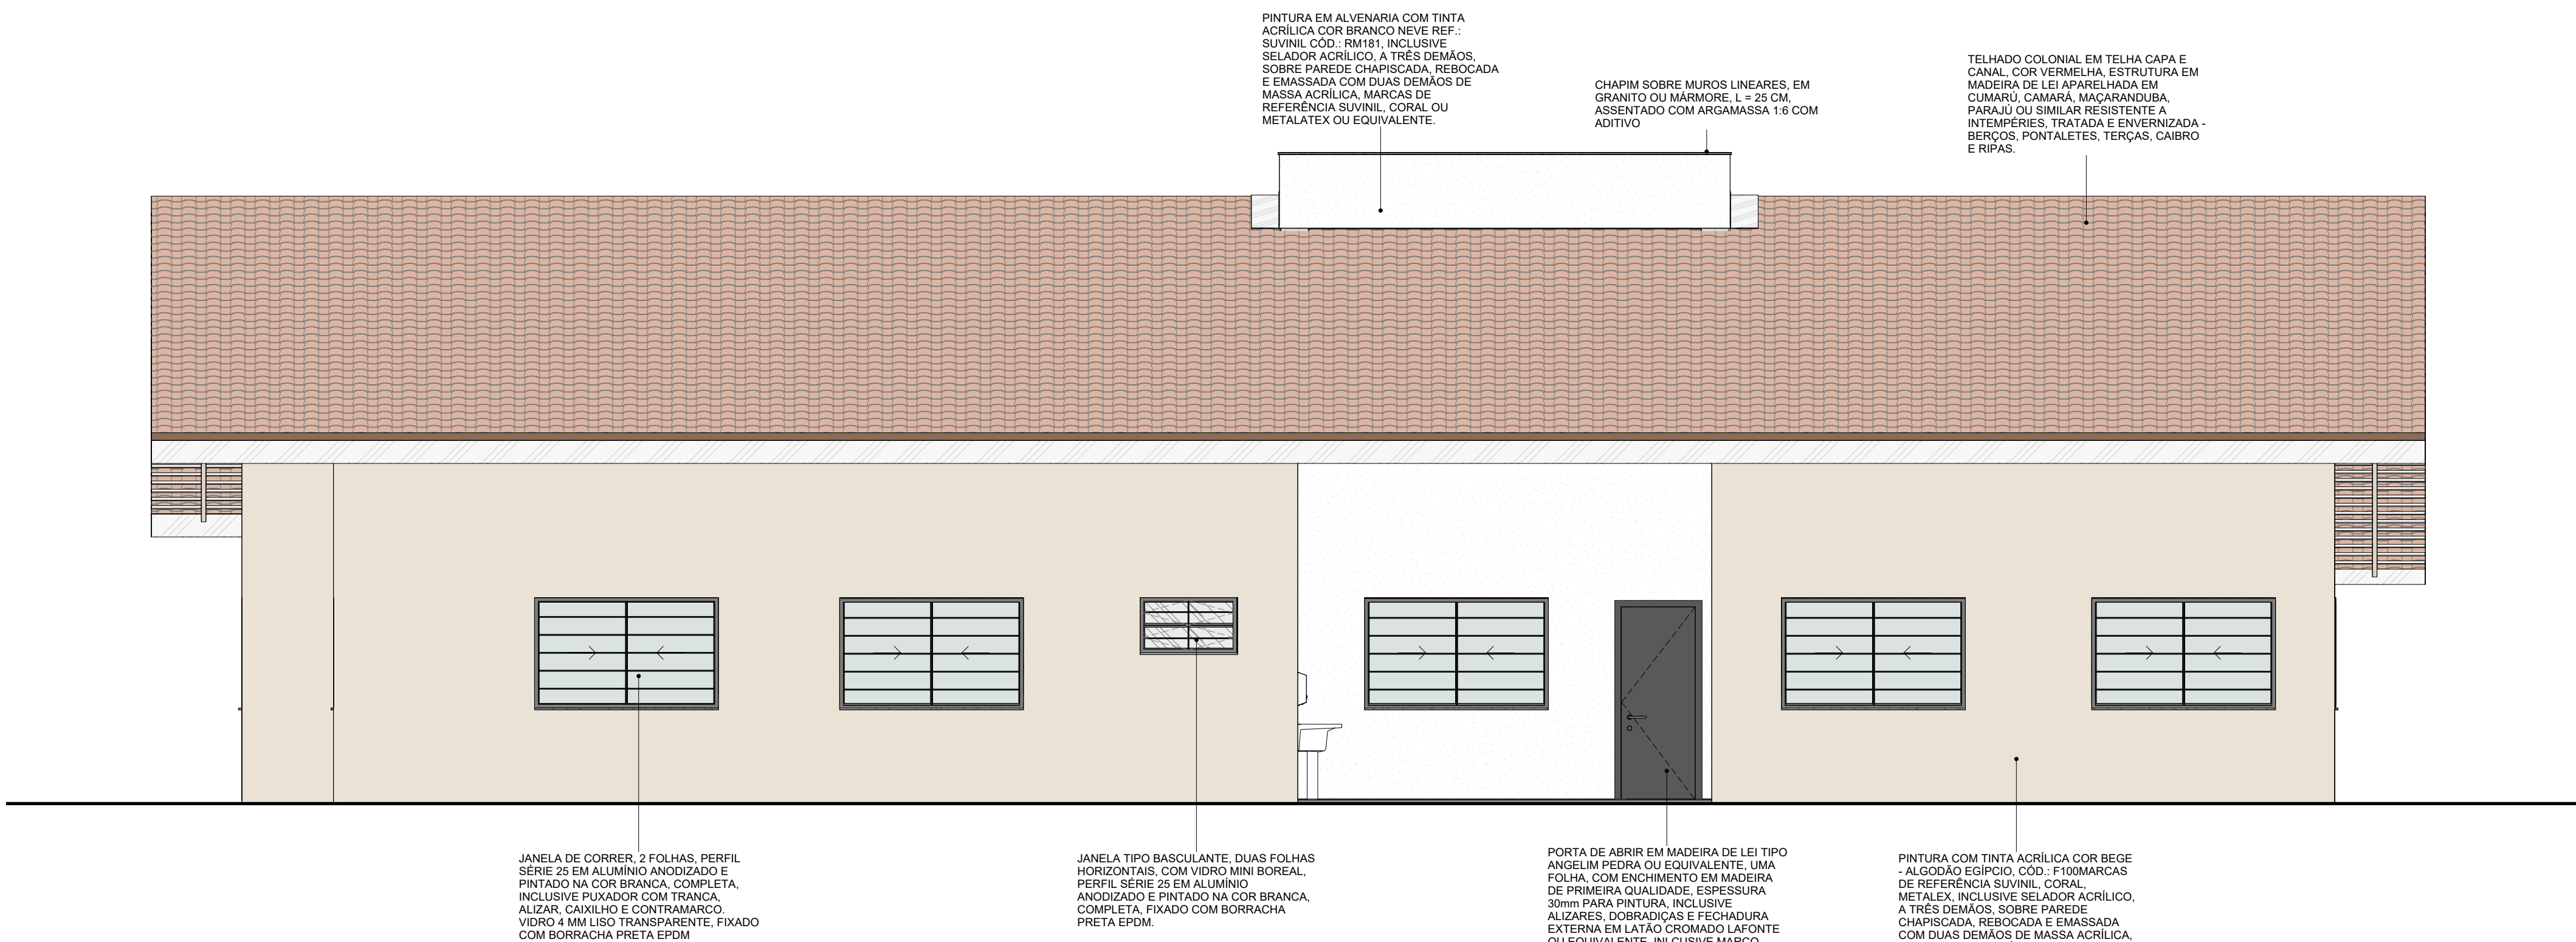 PINTURA EM ALVENARIA COM TINTA
ACRÍLICA COR BRANCO NEVE REF.:
SUVINIL CÓD.: RM181, INCLUSIVE
SELADOR ACRÍLICO, A TRÊS DEMÃOS,
SOBRE PAREDE CHAPISCADA, REBOCADA
E EMASSADA COM DUAS DEMÃOS DE
MASSA ACRÍLICA, MARCAS DE
REFERÊNCIA SUVINIL, CORAL OU
METALATEX OU EQUIVALENTE.
CHAPIM SOBRE MUROS LINEARES, EM
GRANITO OU MÁRMORE, L = 25 CM,
ASSENTADO COM ARGAMASSA 1:6 COM
ADITIVO
TELHADO COLONIAL EM TELHA CAPA E
CANAL, COR VERMELHA, ESTRUTURA EM
MADEIRA DE LEI APARELHADA EM
CUMARÚ, CAMARÁ, MAÇARANDUBA,
PARAJÚ OU SIMILAR RESISTENTE A
INTEMPÉRIES, TRATADA E ENVERNIZADA -
BERÇOS, PONTALETES, TERÇAS, CAIBRO
E RIPAS.
JANELA DE CORRER, 2 FOLHAS, PERFIL
SÉRIE 25 EM ALUMÍNIO ANODIZADO E
PINTADO NA COR BRANCA, COMPLETA,
INCLUSIVE PUXADOR COM TRANCA,
ALIZAR, CAIXILHO E CONTRAMARCO.
VIDRO 4 MM LISO TRANSPARENTE, FIXADO
COM BORRACHA PRETA EPDM
JANELA TIPO BASCULANTE, DUAS FOLHAS
HORIZONTAIS, COM VIDRO MINI BOREAL,
PERFIL SÉRIE 25 EM ALUMÍNIO
ANODIZADO E PINTADO NA COR BRANCA,
COMPLETA, FIXADO COM BORRACHA
PRETA EPDM.
PORTA DE ABRIR EM MADEIRA DE LEI TIPO
ANGELIM PEDRA OU EQUIVALENTE, UMA
FOLHA, COM ENCHIMENTO EM MADEIRA
DE PRIMEIRA QUALIDADE, ESPESSURA
30mm PARA PINTURA, INCLUSIVE
ALIZARES, DOBRADIÇAS E FECHADURA
EXTERNA EM LATÃO CROMADO LAFONTE
OU EQUIVALENTE, INLCUSIVE MARCO
PINTURA COM TINTA ACRÍLICA COR BEGE
- ALGODÃO EGÍPCIO, CÓD.: F100MARCAS
DE REFERÊNCIA SUVINIL, CORAL,
METALEX, INCLUSIVE SELADOR ACRÍLICO,
A TRÊS DEMÃOS, SOBRE PAREDE
CHAPISCADA, REBOCADA E EMASSADA
COM DUAS DEMÃOS DE MASSA ACRÍLICA,